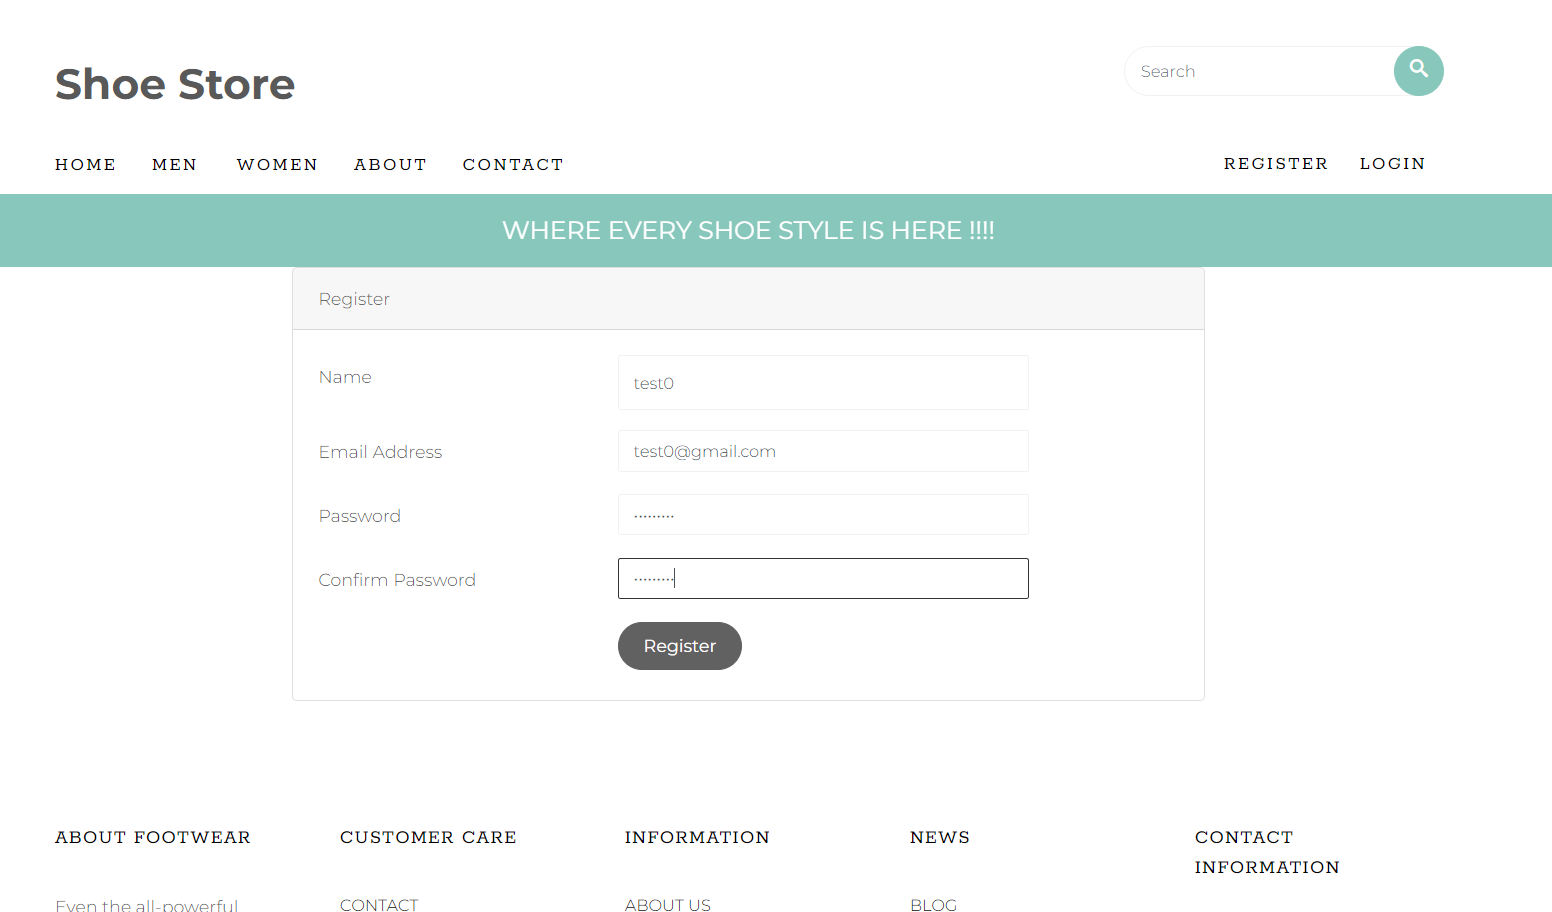 Shoe Store
Search
HOME MEN WOMEN ABOUT CONTACT
REGISTER LOGIN
WHERE EVERY SHOE STYLE IS HERE !!!!
Register
Name
test0
Email Address
test0@gmail.com
Password
•••••••••
Confirm Password
•••••••••
Register
ABOUT FOOTWEAR
Even the all-powerful
CUSTOMER CARE
CONTACT
INFORMATION
ABOUT US
NEWS
BLOG
CONTACT
INFORMATION